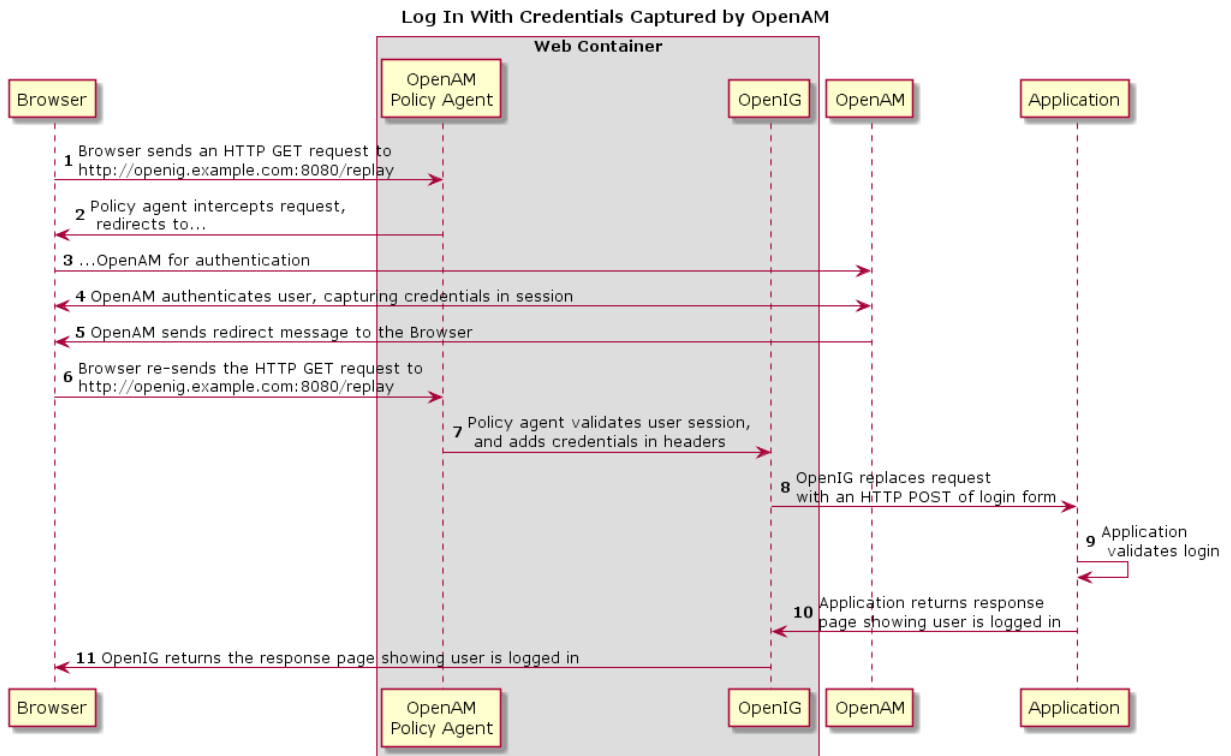 Log In With Credentials Captured by OpenAM
Web Container
Browser
OpenAM
Policy Agent
OpenIG
OpenAM
Application
1 Browser sends an HTTP GET request to
http://openig.example.com:8080/replay
2 Policy agent intercepts request,
redirects to...
3 ...OpenAM for authentication
4 OpenAM authenticates user, capturing credentials in session
5 OpenAM sends redirect message to the Browser
6 Browser re-sends the HTTP GET request to
http://openig.example.com:8080/replay
7 Policy agent validates user session,
and adds credentials in headers
8 OpenIG replaces request
with an HTTP POST of login form
9 Application
validates login
10 Application returns response
page showing user is logged in
11 OpenIG returns the response page showing user is logged in
Browser
OpenAM
Policy Agent
OpenIG
OpenAM
Application